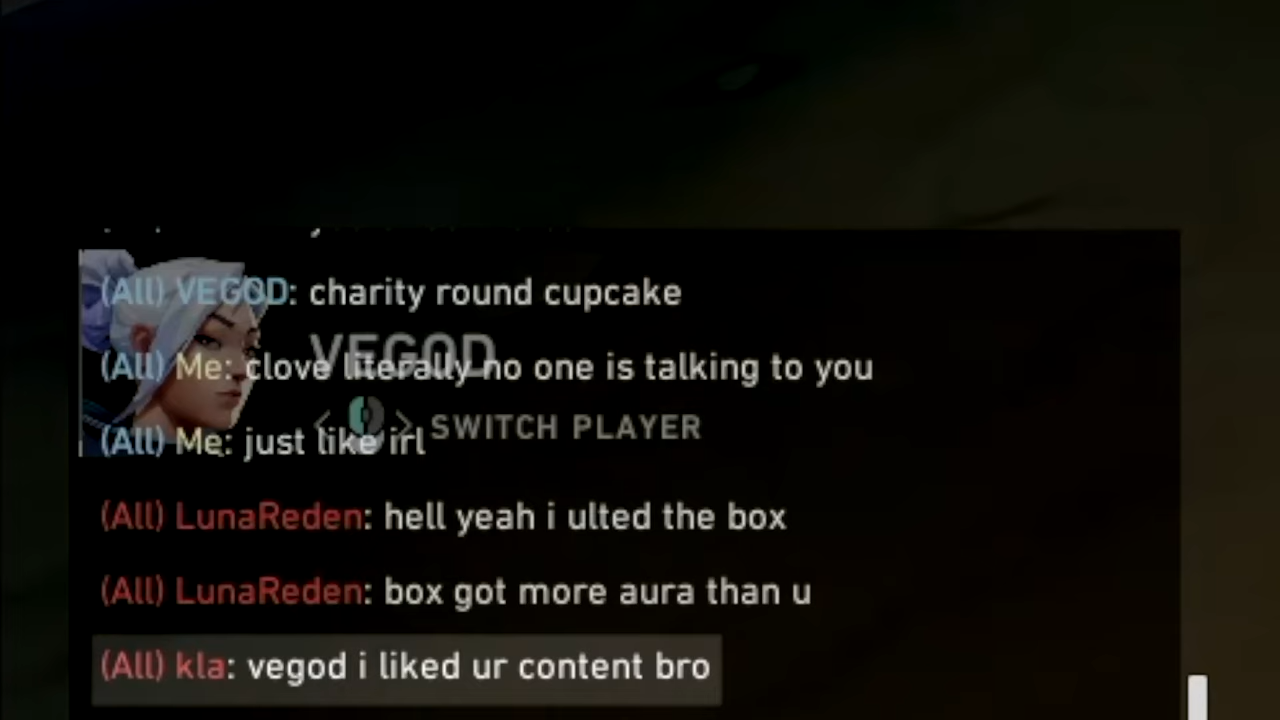 (All) VEGOD: charity round cupcake
VEGOD
(All) Me: clove literally no one is talking to you
< > SWITCH PLAYER
(All) Me: just like irl
(All) LunaReden: hell yeah i ulted the box
(All) LunaReden: box got more aura than u
(All) kla: vegod i liked ur content bro